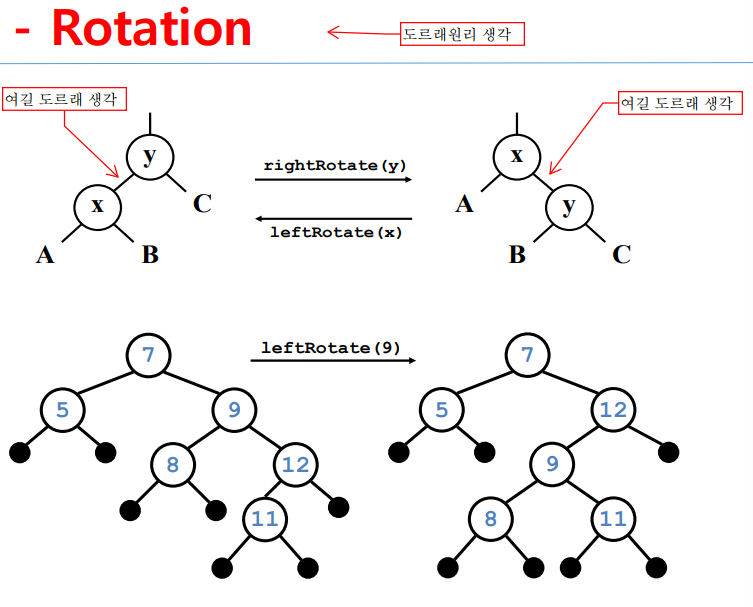 - Rotation
도르래원리 생각
여길 도르래 생각
여길 도르래 생각
y
x
C
A
B
rightRotate(y)
leftRotate(x)
x
A
y
B
C
leftRotate(9)
7
5
9
8
12
11
7
5
12
9
8
11